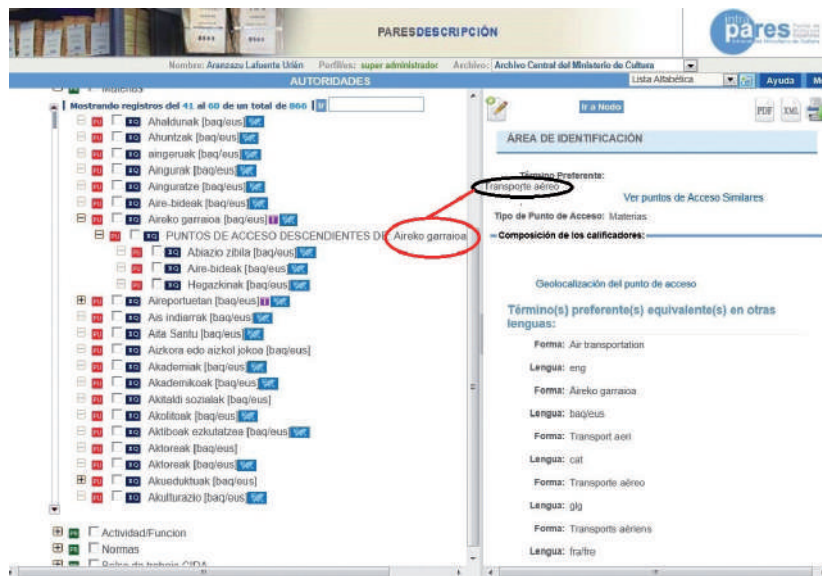 PARESDESCRIPCIÓN
intra
pares
Nombre: Aranzazu Lafuente Urién Perfiles: super administrador Archivo: Archivo Central del Ministerio de Cultura
AUTORIDADES
Lista Alfabética
Ayuda
Mostrando registros del 41 al 60 de un total de 866 Ir
Ahaldunak [baq/eus]
Ahuntzak [baq/eus]
aingeruak [baq/eus]
Aingurak [baq/eus]
Ainguratze [baq/eus]
Aire-bideak [baq/eus]
Aireko garraioa [baq/eus]
PUNTOS DE ACCESO DESCENDIENTES DE Aireko garraioa
Abiazio zibila [baq/eus]
Aire-bideak [baq/eus]
Hegazkinak [baq/eus]
Aireportuetan [baq/eus]
Ais indiarrak [baq/eus]
Aita Santu [baq/eus]
Aizkora edo aizkol jokoa [baq/eus]
Akademiak [baq/eus]
Akademikoak [baq/eus]
Akitaldi sozialak [baq/eus]
Akolitoak [baq/eus]
Aktiboak ezkutatzea [baq/eus]
Aktoreak [baq/eus]
Aktoreak [baq/eus]
Akueduktuak [baq/eus]
Akulturazio [baq/eus]
Actividad/Funcion
Normas
Bolsa de trabajo CIDA
Ir a Nodo
PDF XML
ÁREA DE IDENTIFICACIÓN
Término Preferente:
Transporte aéreo
Ver puntos de Acceso Similares
Tipo de Punto de Acceso: Materias
Composición de los calificadores:
Geolocalización del punto de acceso
Término(s) preferente(s) equivalente(s) en otras
lenguas:
Forma: Air transportation
Lengua: eng
Forma: Aireko garraioa
Lengua: baq/eus
Forma: Transport aeri
Lengua: cat
Forma: Transporte aéreo
Lengua: glg
Forma: Transports aériens
Lengua: fra/fre